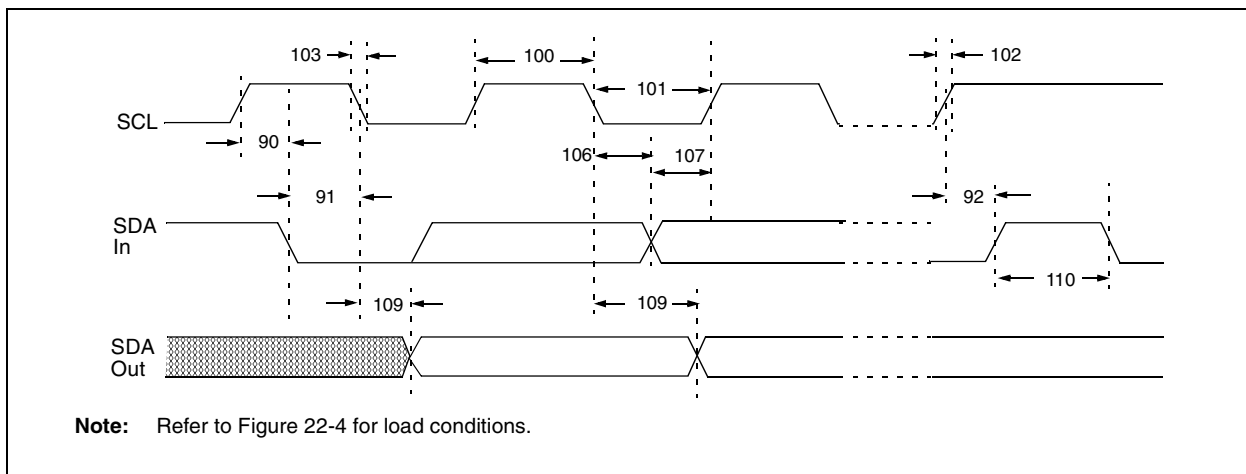 103
100
101
102
SCL
90
106
107
91
92
SDA
In
109
109
110
SDA
Out
Note: Refer to Figure 22-4 for load conditions.